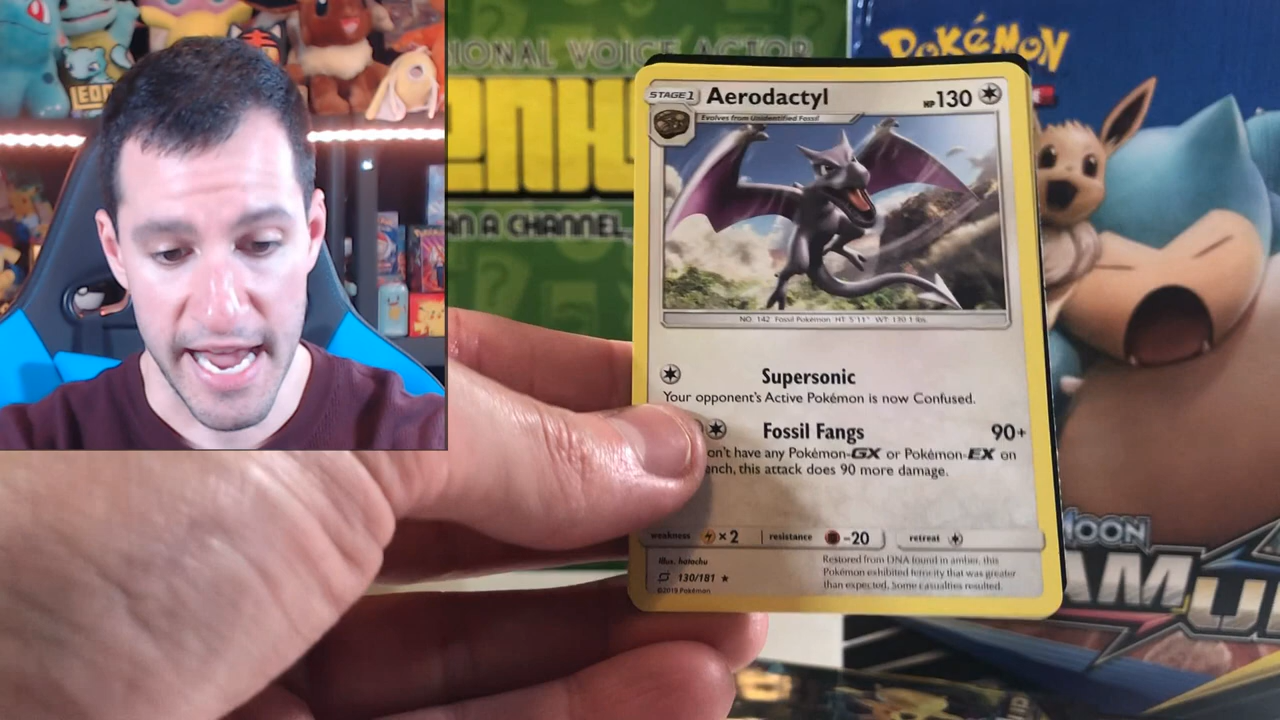 SIONAL VOICE ACTOR
AN A CHANNEL
POKéMON
LEON
STAGE 1
Aerodactyl
HP 130
Evolves from Unidentified Fossil
NO. 142 Fossil Pokémon HT: 5'11" WT: 130.1 lbs.
Supersonic
Your opponent's Active Pokémon is now Confused.
Fossil Fangs 90+
on't have any Pokémon-GX or Pokémon-EX on
ench, this attack does 90 more damage.
weakness ×2 resistance -20 retreat
Illus. hatachu
130/181 ★
©2019 Pokémon
Restored from DNA found in amber, this
Pokémon exhibited ferocity that was greater
than expected. Some casualties resulted.
MOON
AM U